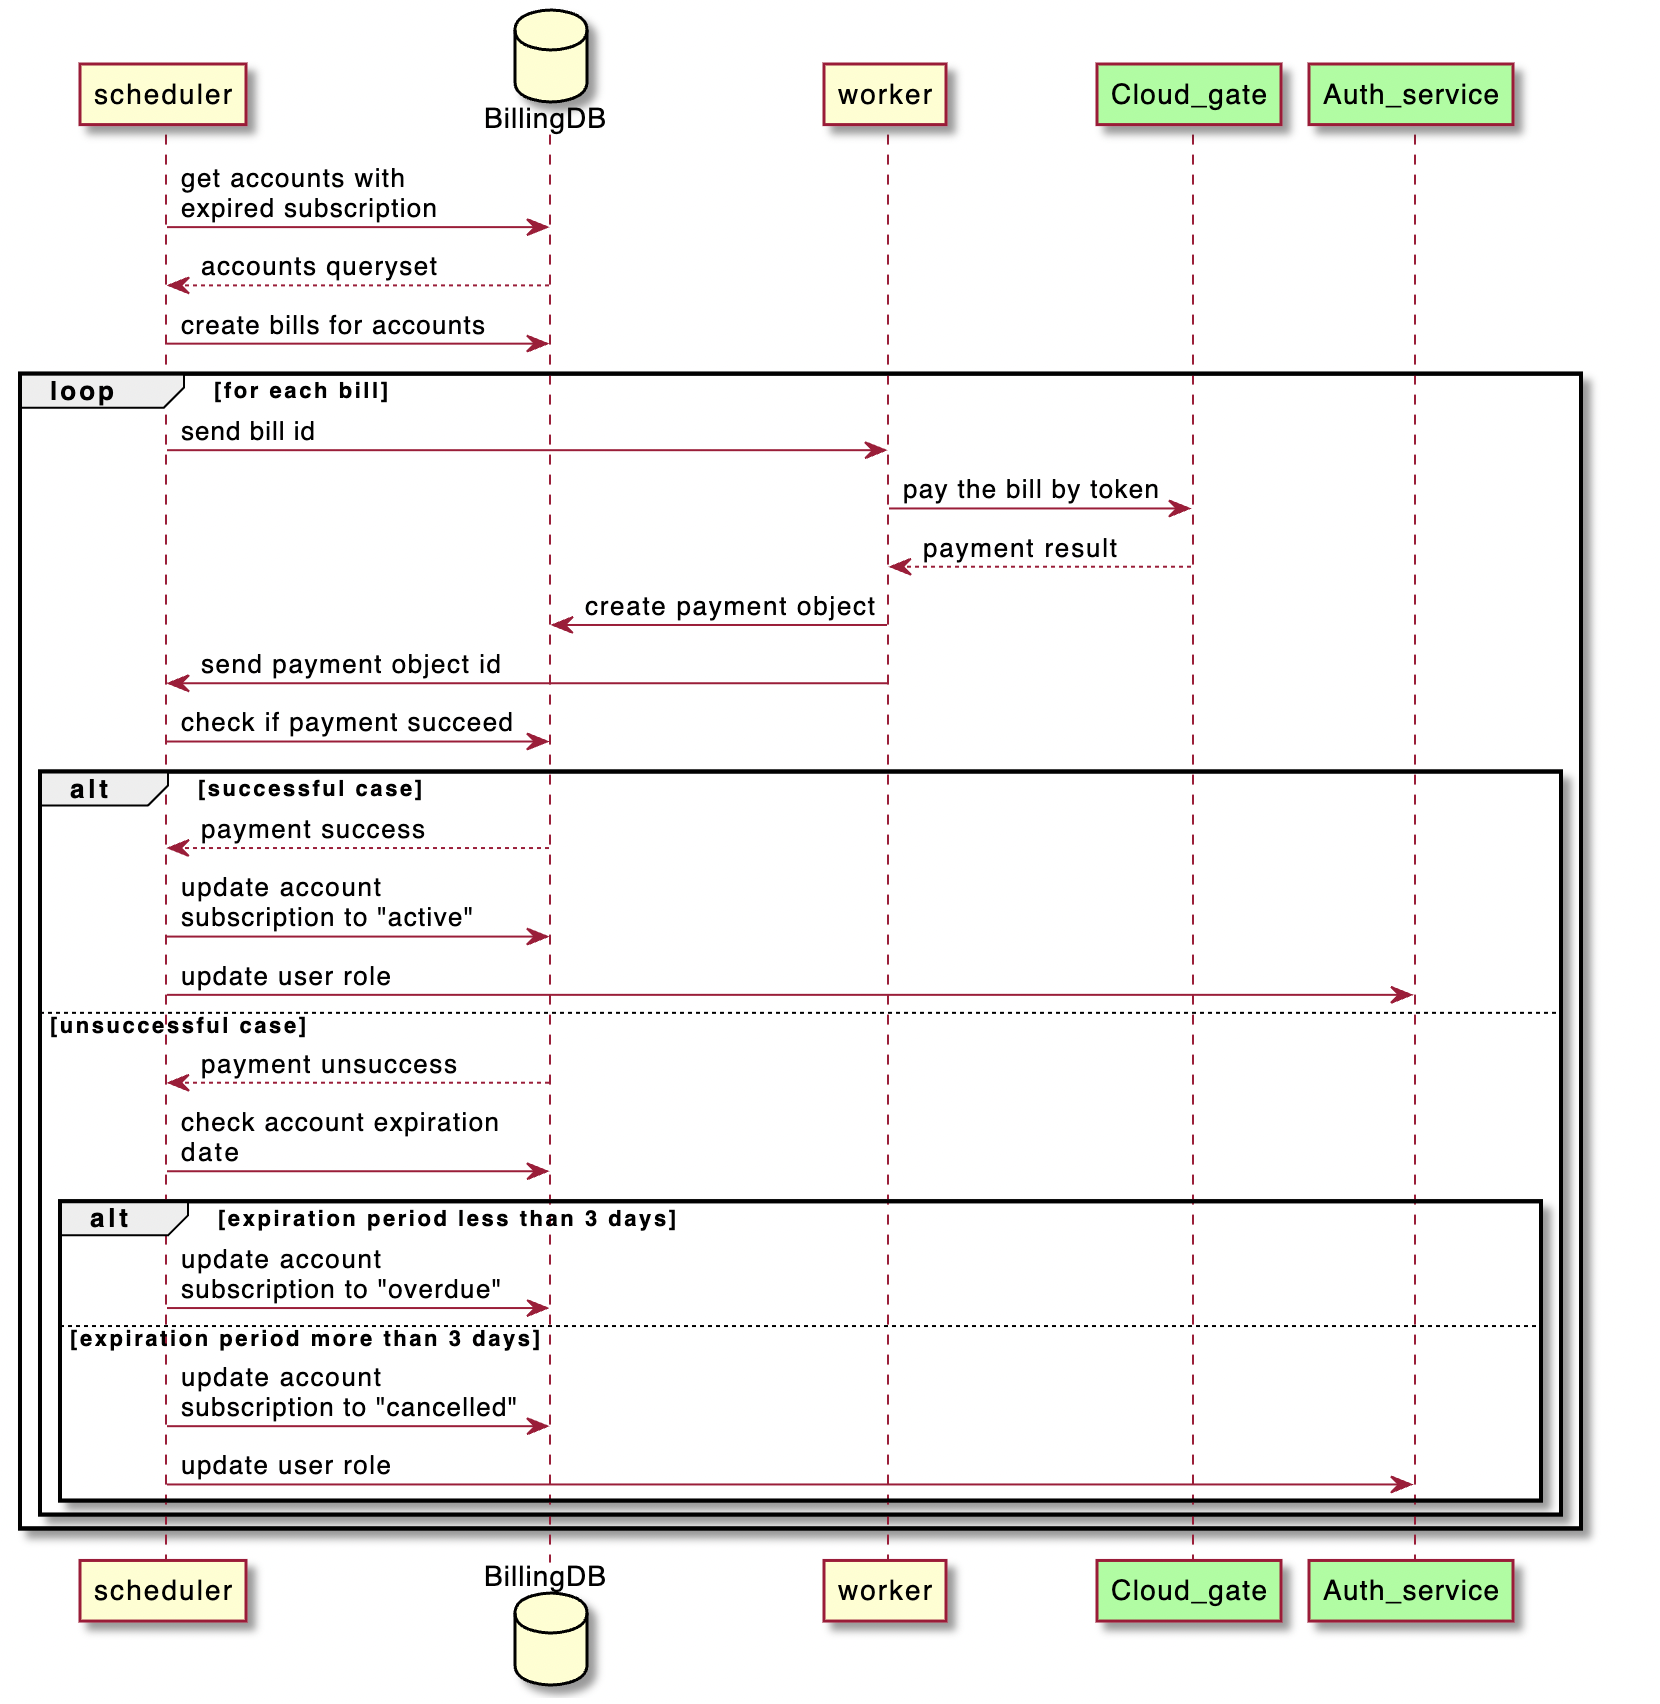 scheduler
BillingDB
worker
Cloud_gate
Auth_service
get accounts with
expired subscription
accounts queryset
create bills for accounts
loop
[for each bill]
send bill id
pay the bill by token
payment result
create payment object
send payment object id
check if payment succeed
alt
[successful case]
payment success
update account
subscription to "active"
update user role
[unsuccessful case]
payment unsuccess
check account expiration
date
alt
[expiration period less than 3 days]
update account
subscription to "overdue"
[expiration period more than 3 days]
update account
subscription to "cancelled"
update user role
scheduler
BillingDB
worker
Cloud_gate
Auth_service